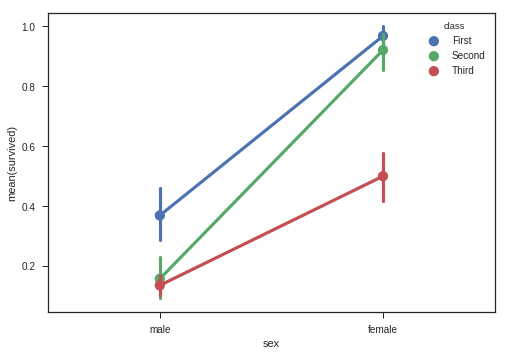 class
First
Second
Third
1.0
0.8
0.6
0.4
0.2
mean(survived)
male
female
sex